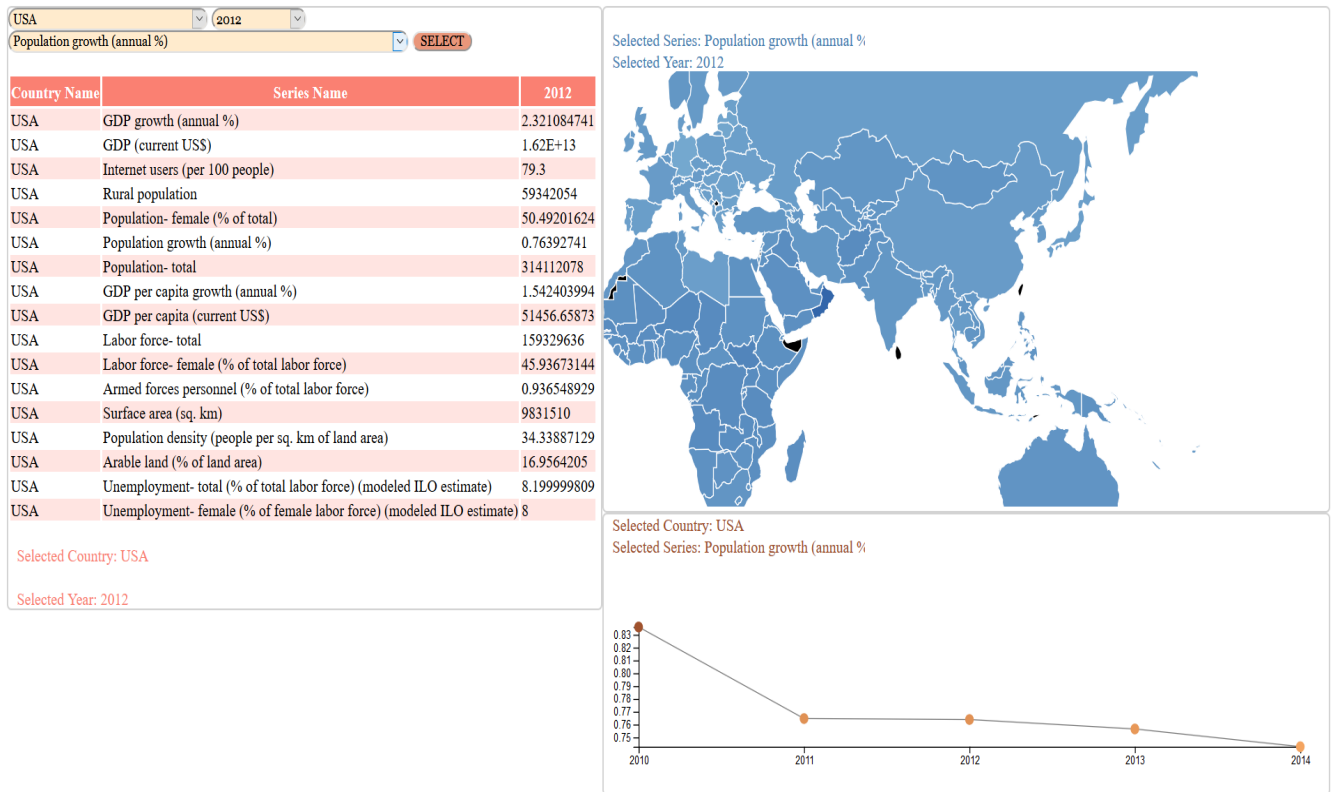 USA 2012
Population growth (annual %) SELECT
Country Name Series Name 2012
USA GDP growth (annual %) 2.321084741
USA GDP (current US$) 1.62E+13
USA Internet users (per 100 people) 79.3
USA Rural population 59342054
USA Population- female (% of total) 50.49201624
USA Population growth (annual %) 0.76392741
USA Population- total 314112078
USA GDP per capita growth (annual %) 1.542403994
USA GDP per capita (current US$) 51456.65873
USA Labor force- total 159329636
USA Labor force- female (% of total labor force) 45.93673144
USA Armed forces personnel (% of total labor force) 0.936548929
USA Surface area (sq. km) 9831510
USA Population density (people per sq. km of land area) 34.33887129
USA Arable land (% of land area) 16.9564205
USA Unemployment- total (% of total labor force) (modeled ILO estimate) 8.199999809
USA Unemployment- female (% of female labor force) (modeled ILO estimate) 8
Selected Country: USA
Selected Year: 2012
Selected Series: Population growth (annual %
Selected Year: 2012
Selected Country: USA
Selected Series: Population growth (annual %
0.83
0.82
0.81
0.80
0.79
0.78
0.77
0.76
0.75
2010 2011 2012 2013 2014